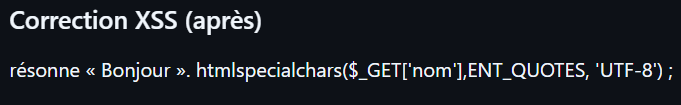 Correction XSS (après)
résonne « Bonjour ». htmlspecialchars($_GET['nom'],ENT_QUOTES, 'UTF-8') ;